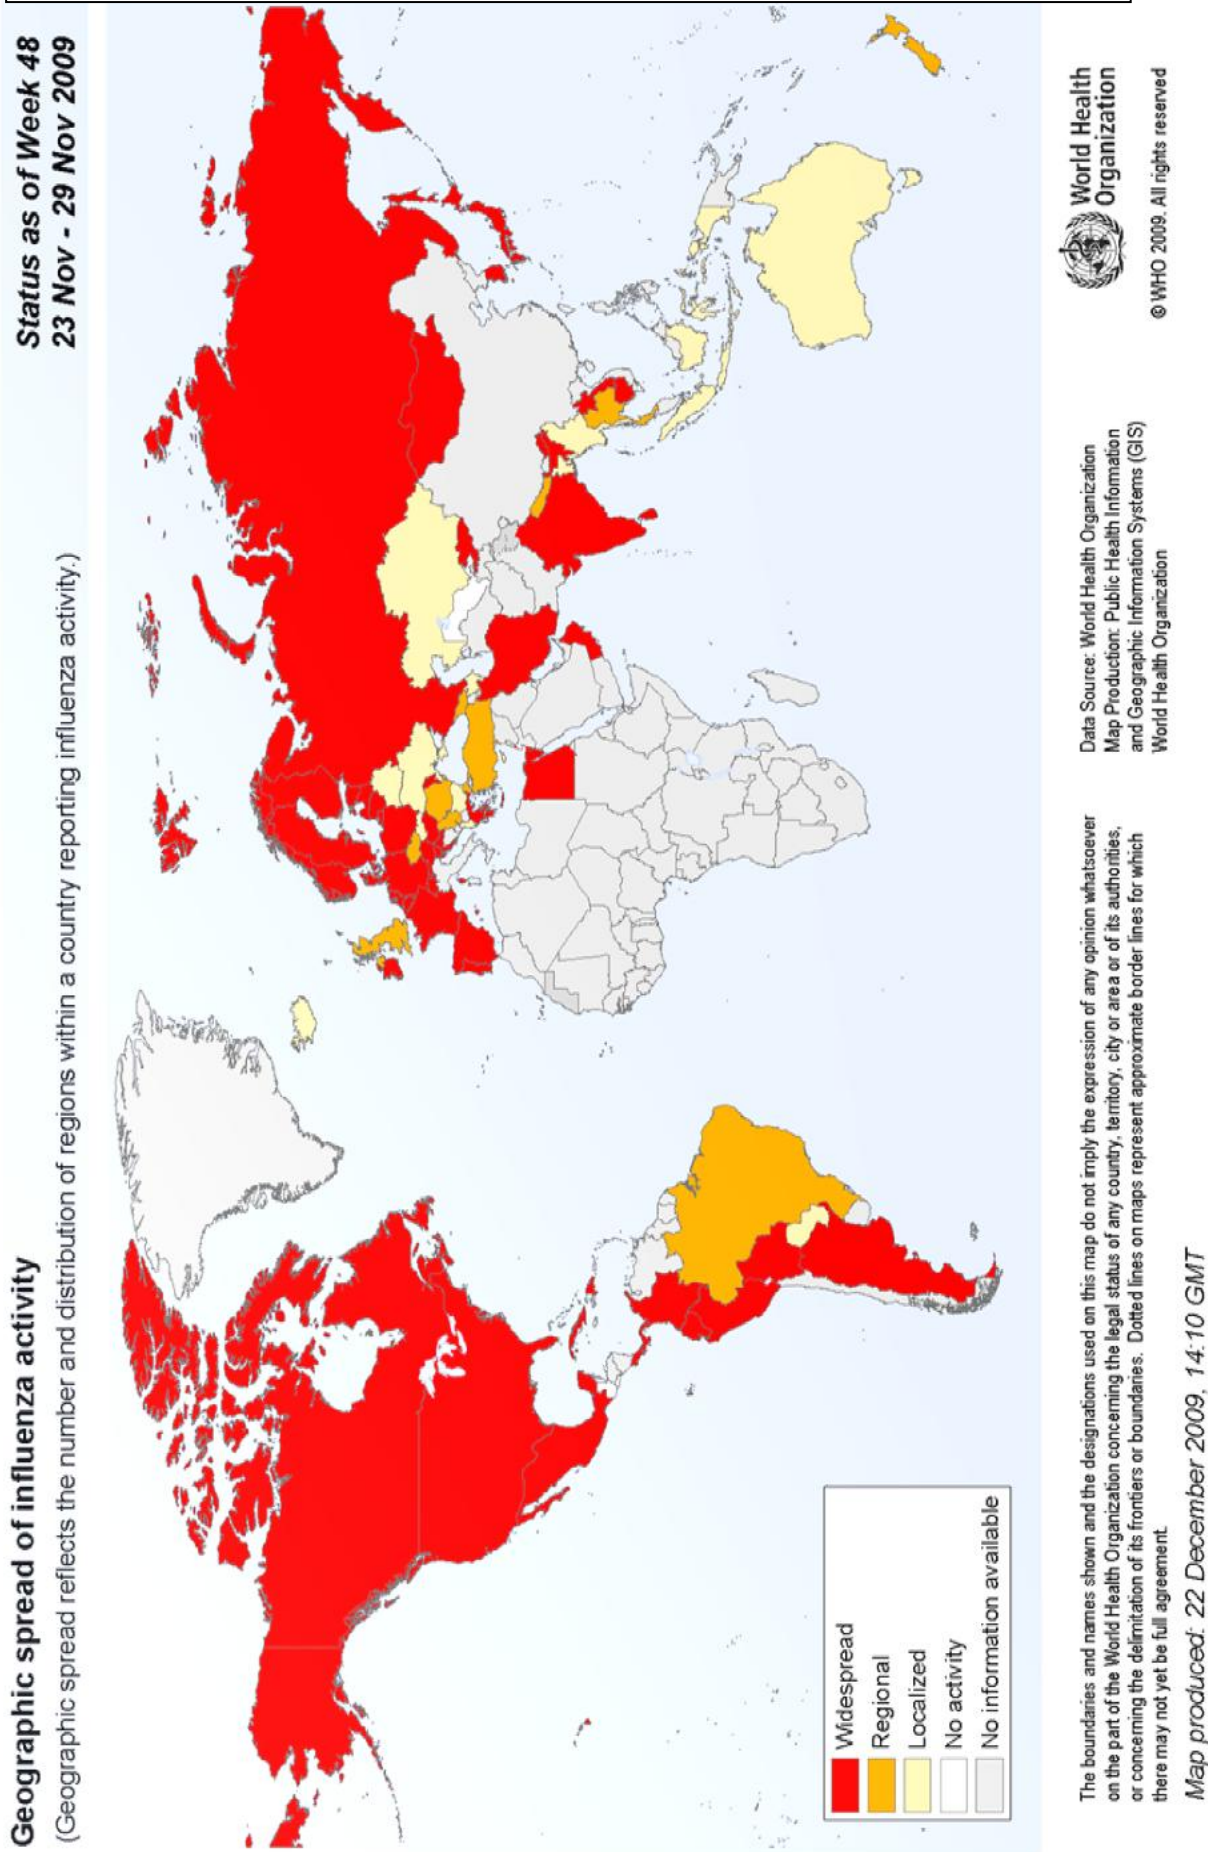 Geographic spread of influenza activity
Status as of Week 48
(Geographic spread reflects the number and distribution of regions within a country reporting influenza activity.)
23 Nov - 29 Nov 2009
Widespread
Regional
Localized
No activity
No information available
The boundaries and names shown and the designations used on this map do not imply the expression of any opinion whatsoever
on the part of the World Health Organization concerning the legal status of any country, territory, city or area or of its authorities,
or concerning the delimitation of its frontiers or boundaries. Dotted lines on maps represent approximate border lines for which
there may not yet be full agreement.
Map produced: 22 December 2009, 14:10 GMT
Data Source: World Health Organization
Map Production: Public Health Information
and Geographic Information Systems (GIS)
World Health Organization
World Health
Organization
© WHO 2009. All rights reserved